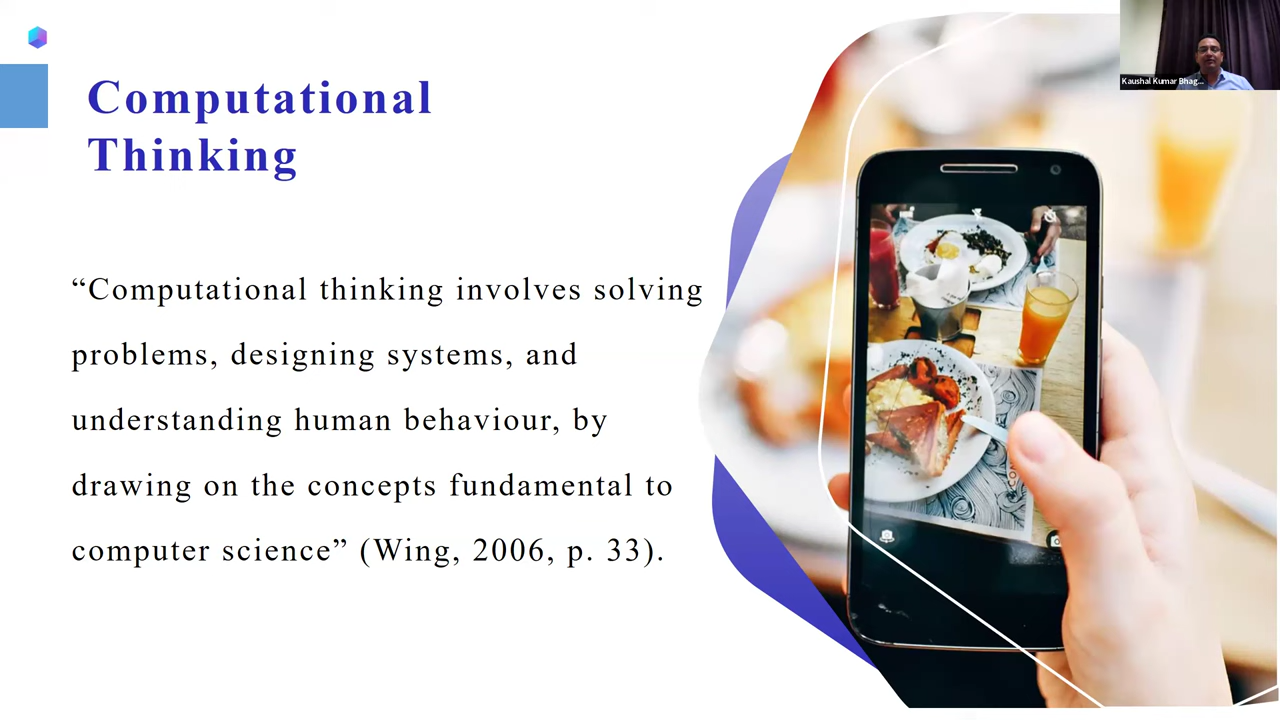 Computational
Thinking
“Computational thinking involves solving
problems, designing systems, and
understanding human behaviour, by
drawing on the concepts fundamental to
computer science” (Wing, 2006, p. 33).
Kaushal Kumar Bhag...